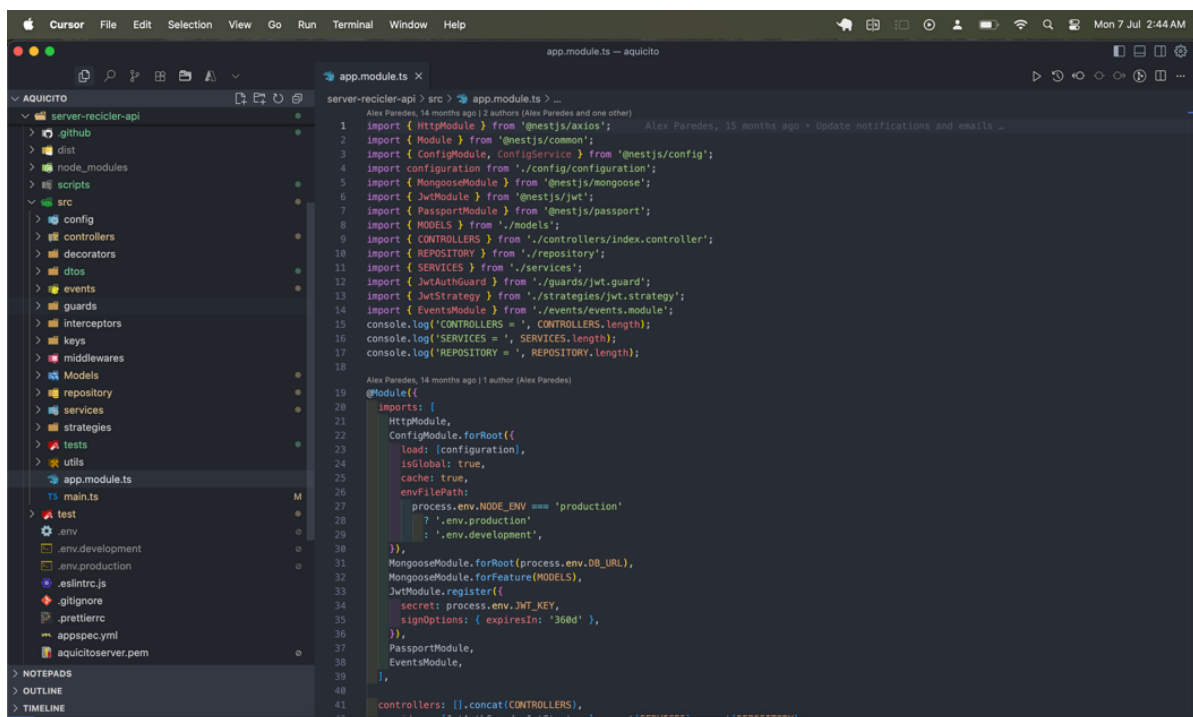 Cursor File Edit Selection View Go Run Terminal Window Help Mon 7 Jul 2:44 AM
app.module.ts — aquicito
app.module.ts
AQUICITO
server-recicler-api
.github
dist
node_modules
scripts
src
config
controllers
decorators
dtos
events
guards
interceptors
keys
middlewares
Models
repository
services
strategies
tests
utils
app.module.ts
TS main.ts M
test
.env
.env.development
.env.production
.eslintrc.js
.gitignore
.prettierrc
appspec.yml
aquicitoserver.pem
NOTEPADS
OUTLINE
TIMELINE
server-recicler-api > src > app.module.ts > ...
Alex Paredes, 14 months ago | 2 authors (Alex Paredes and one other)
1 import { HttpModule } from '@nestjs/axios'; Alex Paredes, 15 months ago • Update notifications and emails …
2 import { Module } from '@nestjs/common';
3 import { ConfigModule, ConfigService } from '@nestjs/config';
4 import configuration from './config/configuration';
5 import { MongooseModule } from '@nestjs/mongoose';
6 import { JwtModule } from '@nestjs/jwt';
7 import { PassportModule } from '@nestjs/passport';
8 import { MODELS } from './models';
9 import { CONTROLLERS } from './controllers/index.controller';
10 import { REPOSITORY } from './repository';
11 import { SERVICES } from './services';
12 import { JwtAuthGuard } from './guards/jwt.guard';
13 import { JwtStrategy } from './strategies/jwt.strategy';
14 import { EventsModule } from './events/events.module';
15 console.log('CONTROLLERS = ', CONTROLLERS.length);
16 console.log('SERVICES = ', SERVICES.length);
17 console.log('REPOSITORY = ', REPOSITORY.length);
18
Alex Paredes, 14 months ago | 1 author (Alex Paredes)
19 @Module({
20 imports: [
21 HttpModule,
22 ConfigModule.forRoot({
23 load: [configuration],
24 isGlobal: true,
25 cache: true,
26 envFilePath:
27 process.env.NODE_ENV === 'production'
28 ? '.env.production'
29 : '.env.development',
30 }),
31 MongooseModule.forRoot(process.env.DB_URL),
32 MongooseModule.forFeature(MODELS),
33 JwtModule.register({
34 secret: process.env.JWT_KEY,
35 signOptions: { expiresIn: '360d' },
36 }),
37 PassportModule,
38 EventsModule,
39 ],
40
41 controllers: [].concat(CONTROLLERS),